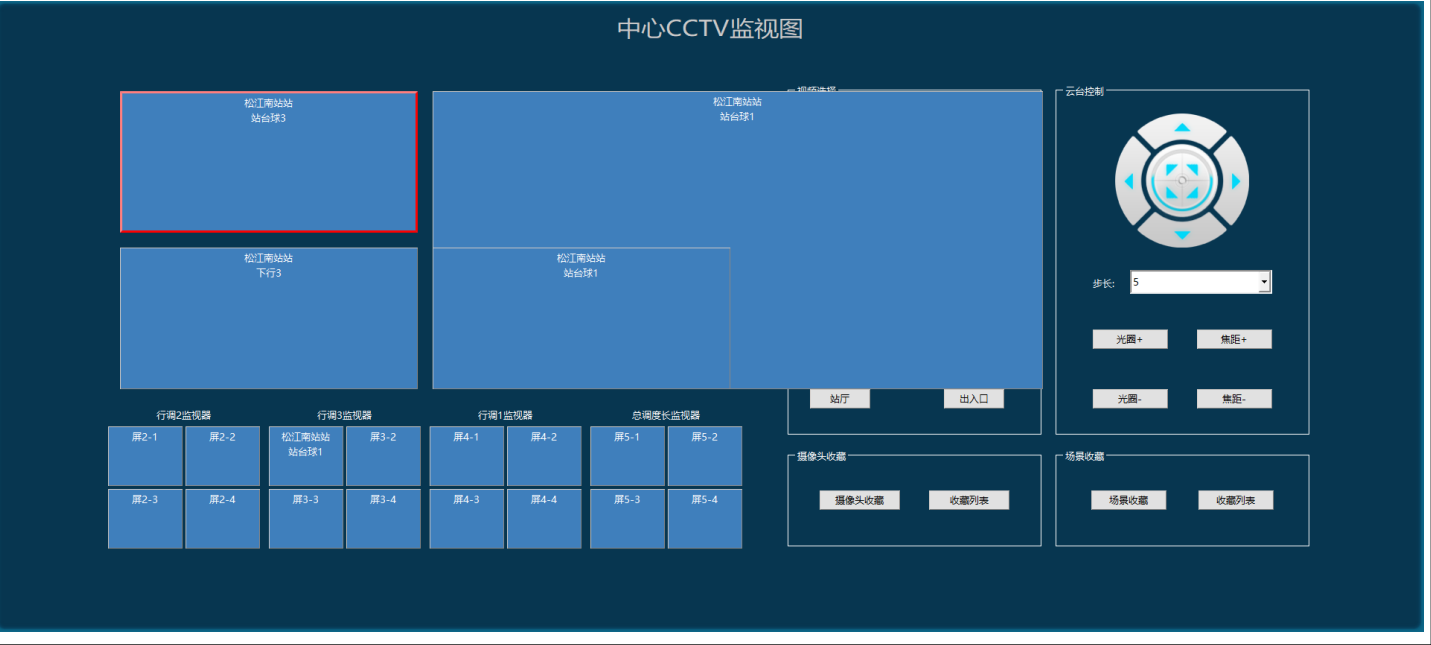 中心CCTV监视图
松江南站站
站台球3
松江南站站
站台球1
云台控制
松江南站站
下行3
松江南站站
站台球1
步长:
5
光圈+
焦距+
站厅
出入口
光圈-
焦距-
行调2监视器
行调3监视器
行调1监视器
总调度长监视器
屏2-1
屏2-2
松江南站站
站台球1
屏3-2
屏4-1
屏4-2
屏5-1
屏5-2
屏2-3
屏2-4
屏3-3
屏3-4
屏4-3
屏4-4
屏5-3
屏5-4
摄像头收藏
摄像头收藏
收藏列表
场景收藏
场景收藏
收藏列表